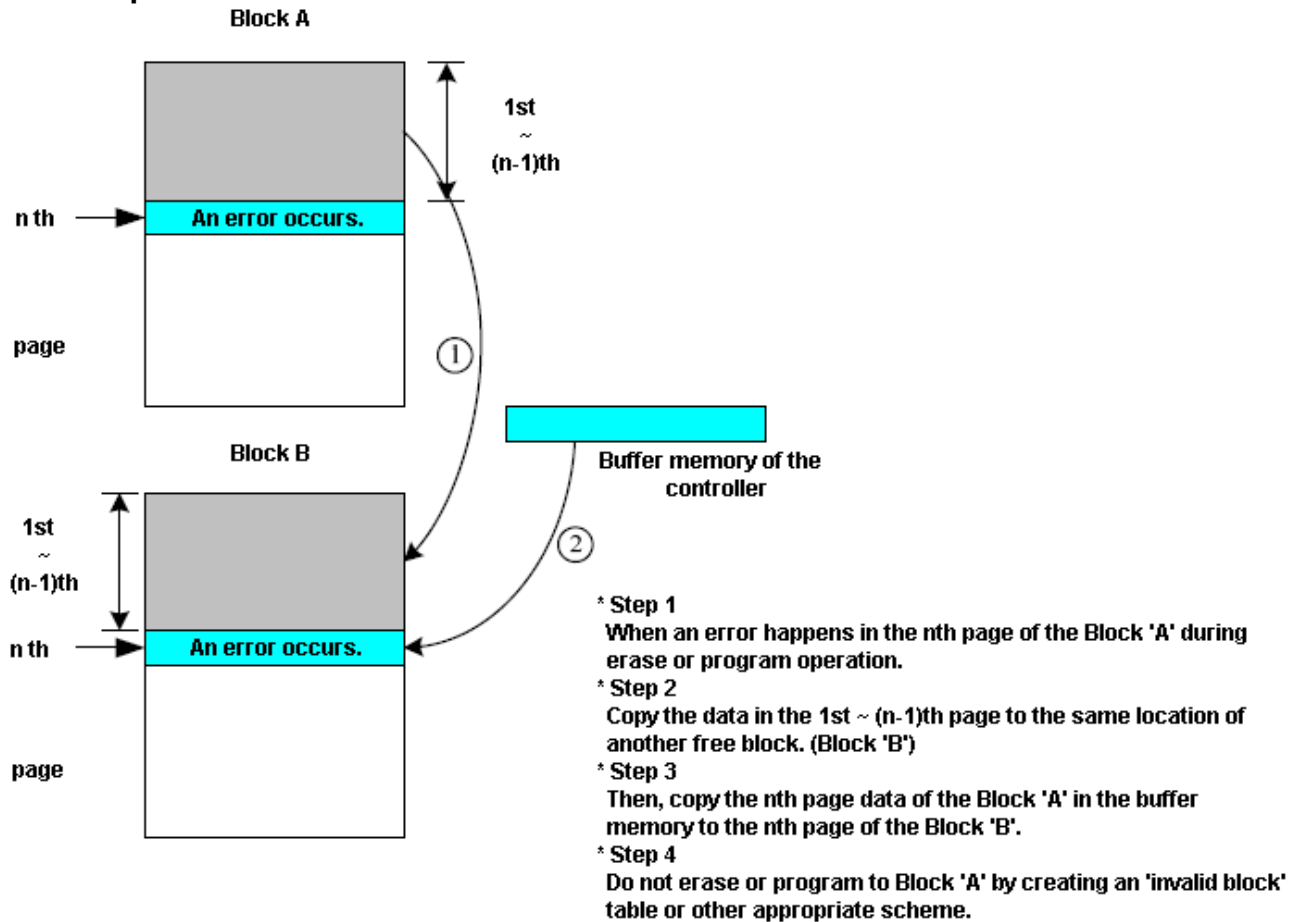 Block A
1st
~
(n-1)th
n th
An error occurs.
page
1
Block B
Buffer memory of the
controller
1st
~
(n-1)th
2
n th
An error occurs.
page
* Step 1
When an error happens in the nth page of the Block 'A' during
erase or program operation.
* Step 2
Copy the data in the 1st ~ (n-1)th page to the same location of
another free block. (Block 'B')
* Step 3
Then, copy the nth page data of the Block 'A' in the buffer
memory to the nth page of the Block 'B'.
* Step 4
Do not erase or program to Block 'A' by creating an 'invalid block'
table or other appropriate scheme.